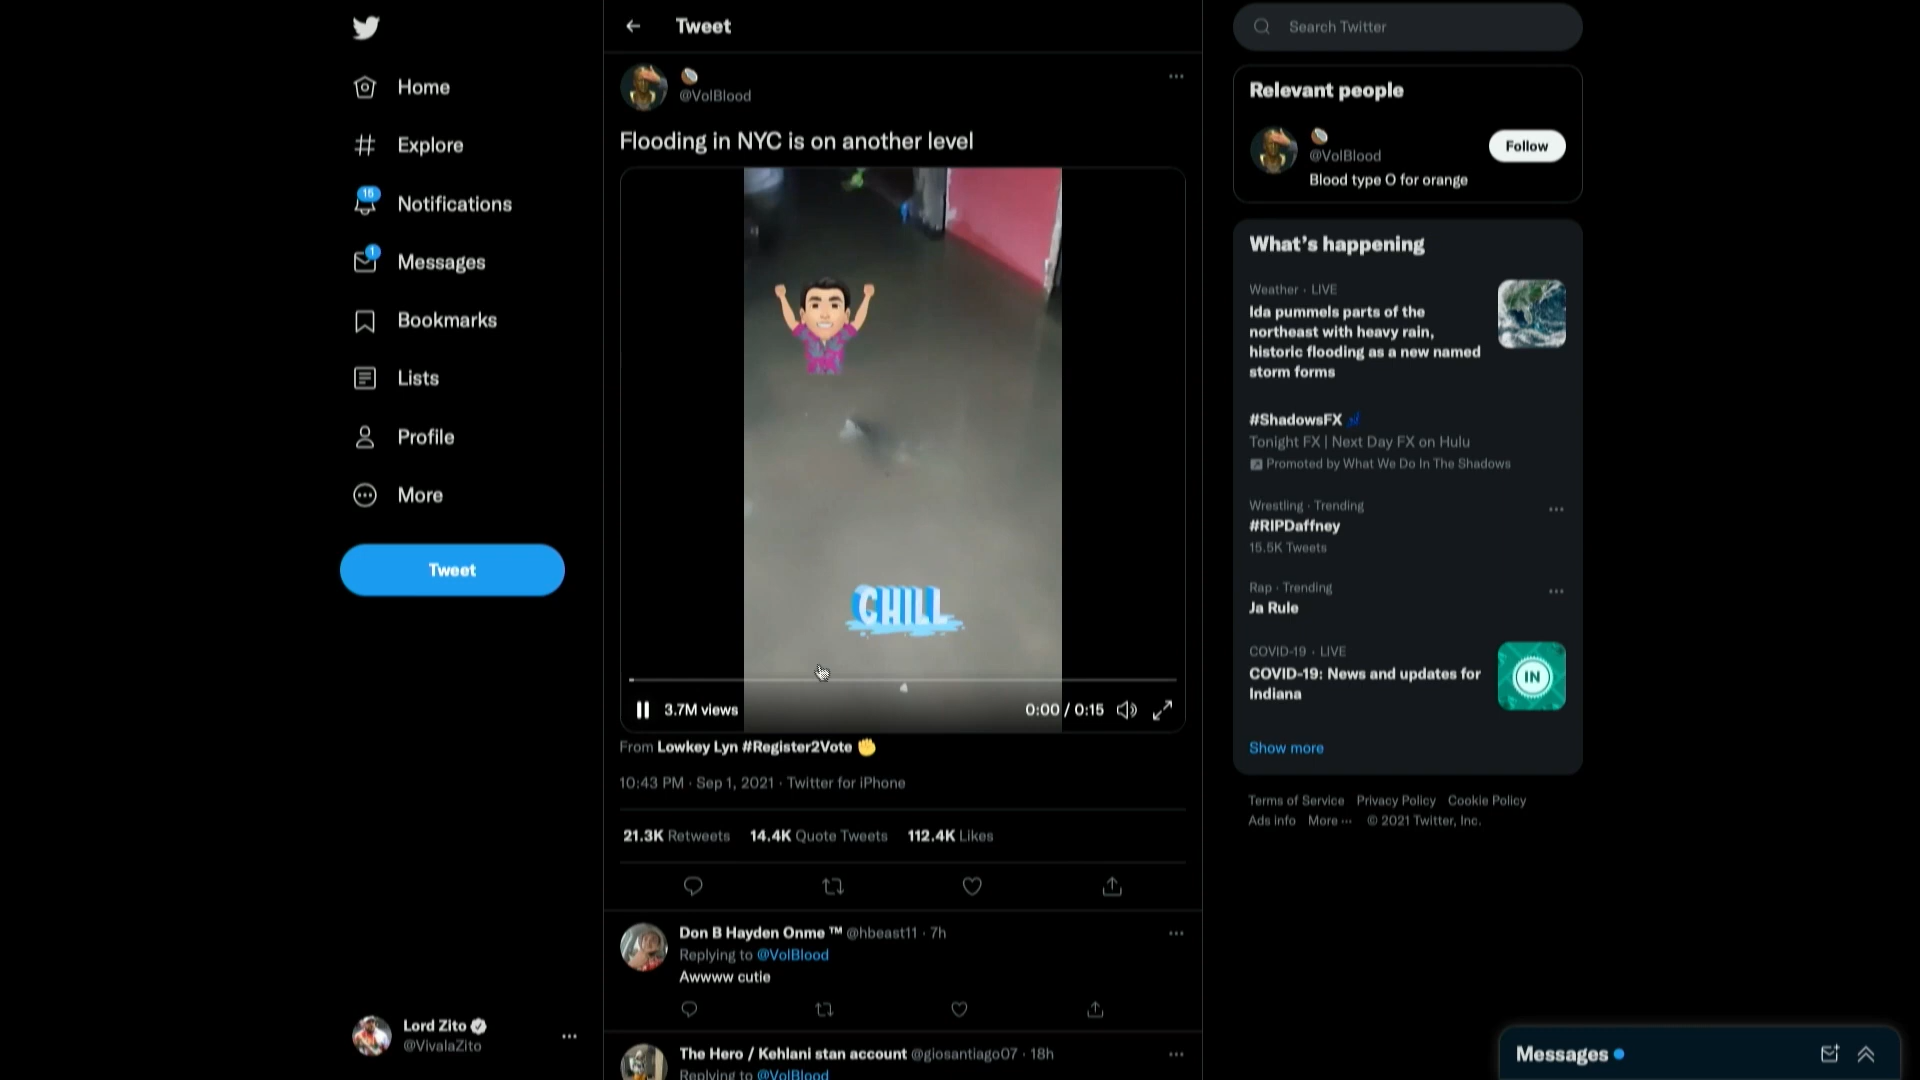 Home
Explore
15
Notifications
1
Messages
Bookmarks
Lists
Profile
More
Tweet
Lord Zito
@VivalaZito
Tweet
@VolBlood
Flooding in NYC is on another level
CHILL
3.7M views
0:00 / 0:15
From Lowkey Lyn #Register2Vote
10:43 PM · Sep 1, 2021 · Twitter for iPhone
21.3K Retweets 14.4K Quote Tweets 112.4K Likes
Don B Hayden Onme ™ @hbeast11 · 7h
Replying to @VolBlood
Awwww cutie
The Hero / Kehlani stan account @giosantiago07 · 18h
Replying to @VolBlood
Search Twitter
Relevant people
@VolBlood
Follow
Blood type O for orange
What's happening
Weather · LIVE
Ida pummels parts of the
northeast with heavy rain,
historic flooding as a new named
storm forms
#ShadowsFX
Tonight FX | Next Day FX on Hulu
Promoted by What We Do In The Shadows
Wrestling · Trending
#RIPDaffney
15.5K Tweets
Rap · Trending
Ja Rule
COVID-19 · LIVE
COVID-19: News and updates for
Indiana
IN
Show more
Terms of Service Privacy Policy Cookie Policy
Ads info More ··· © 2021 Twitter, Inc.
Messages